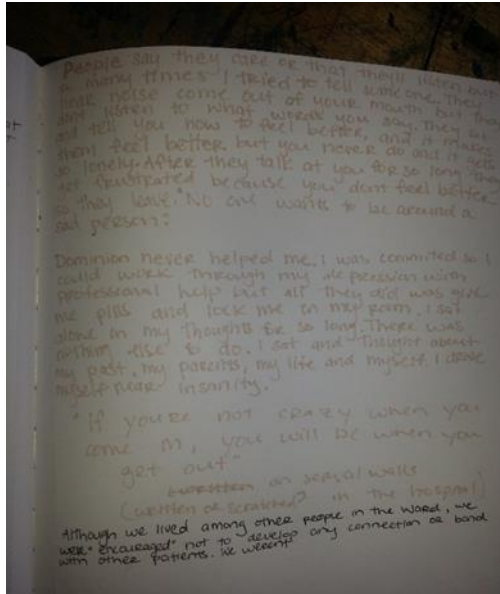 People say they care or that they'll listen but
many times I tried to tell someone. They
hear noise come out of your mouth but they
dont listen to what words you say. They
and tell you how to feel better, and it makes
them feel better but you never do and it gets
so lonely. After they talk at you for so long they
get frustrated because you dont feel better
so they leave. "No one wants to be around a
sad person."
Dominion never helped me. I was commited so I
could work through my depression with
professional help but all they did was give
me pills and lock me in my room. I sat
alone in my thoughts for so long. There was
nothing else to do. I sat and thought about
my past, my parents, my life and myself. I drove
myself near insanity.
"If you're not crazy when you
come in, you will be when you
get out"
on several walls
(written or scratched in the hospital)
Although we lived among other people in the ward, we
were "encouraged" not to develop any connection or bond
with other patients. We werent